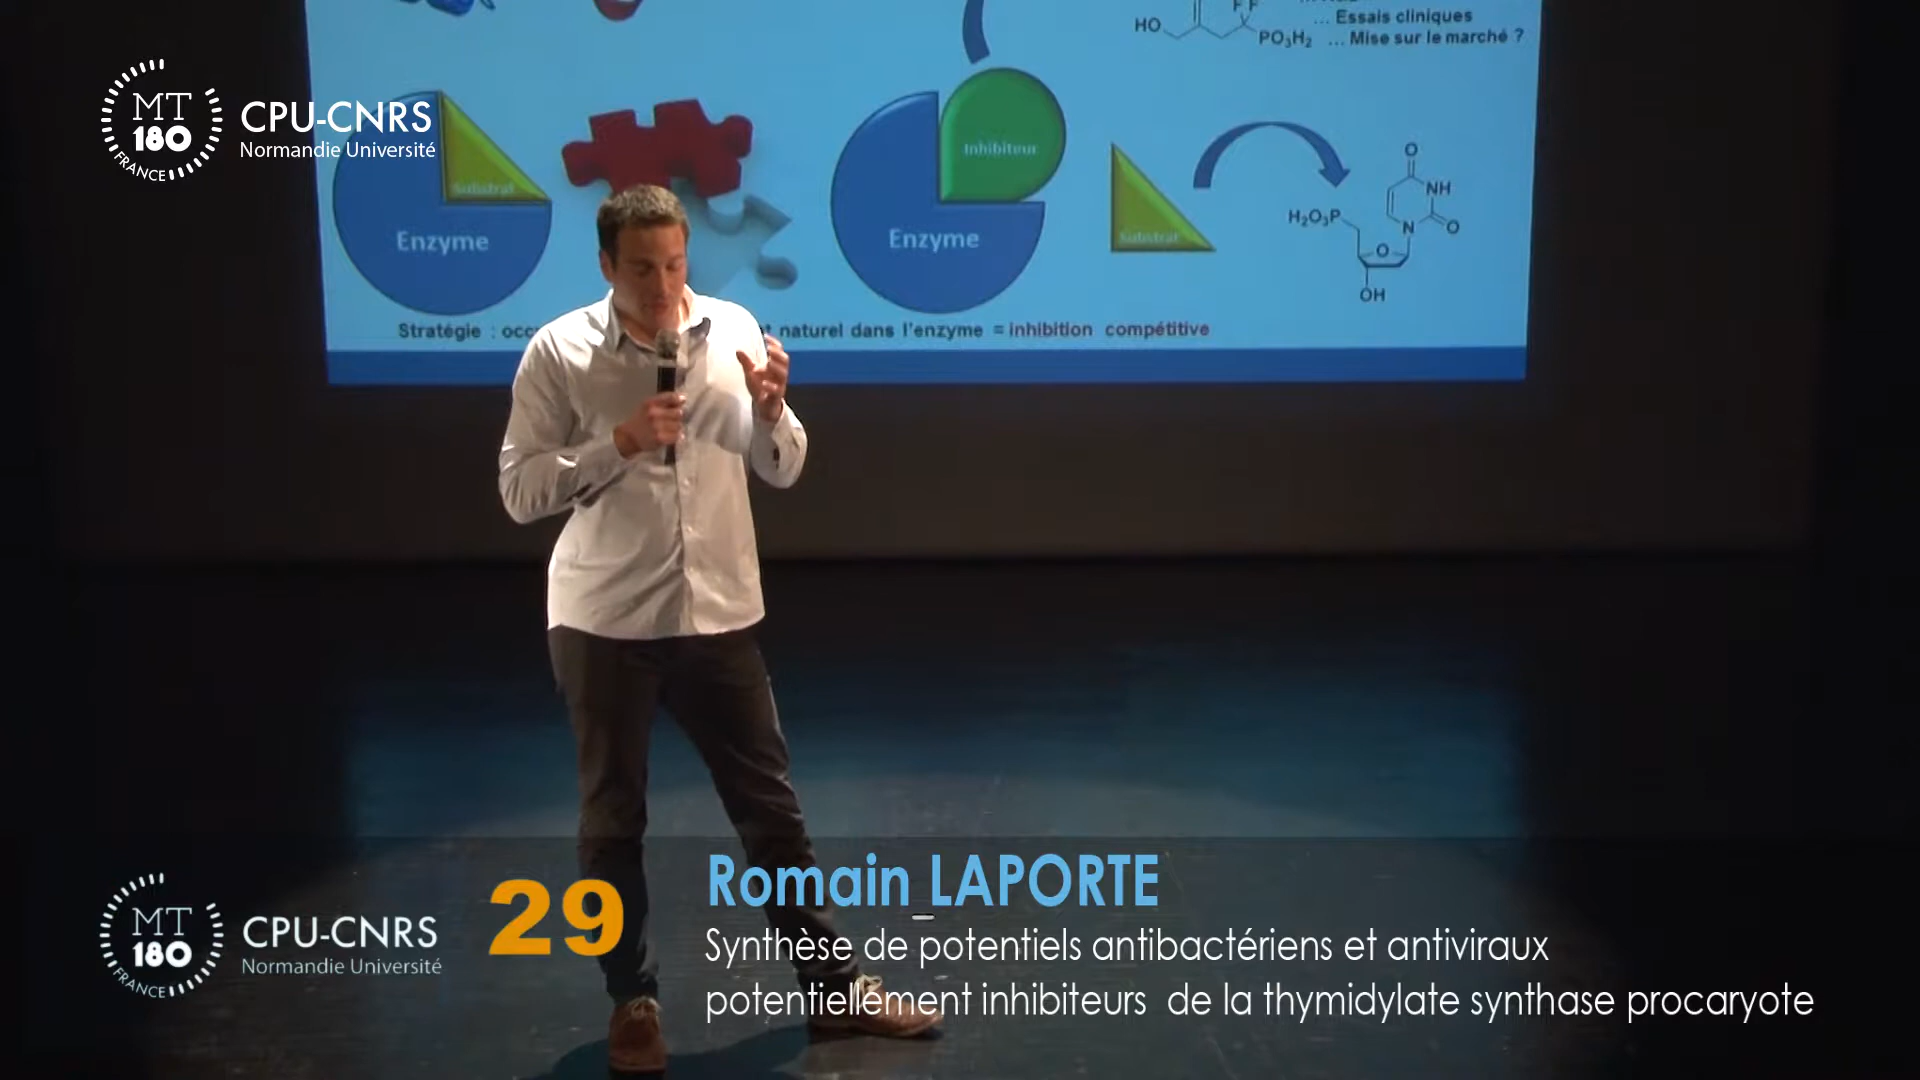 ... Essais cliniques
HO
F F
PO₃H₂
... Mise sur le marché ?
MT
180
FRANCE
CPU-CNRS
Normandie Université
Substrat
Enzyme
Inhibiteur
Enzyme
Substrat
O
NH
H₂O₃P
N
O
O
OH
Stratégie :
naturel dans l'enzyme = inhibition compétitive
MT
180
FRANCE
CPU-CNRS
Normandie Université
29
Romain LAPORTE
Synthèse de potentiels antibactériens et antiviraux
potentiellement inhibiteurs de la thymidylate synthase procaryote